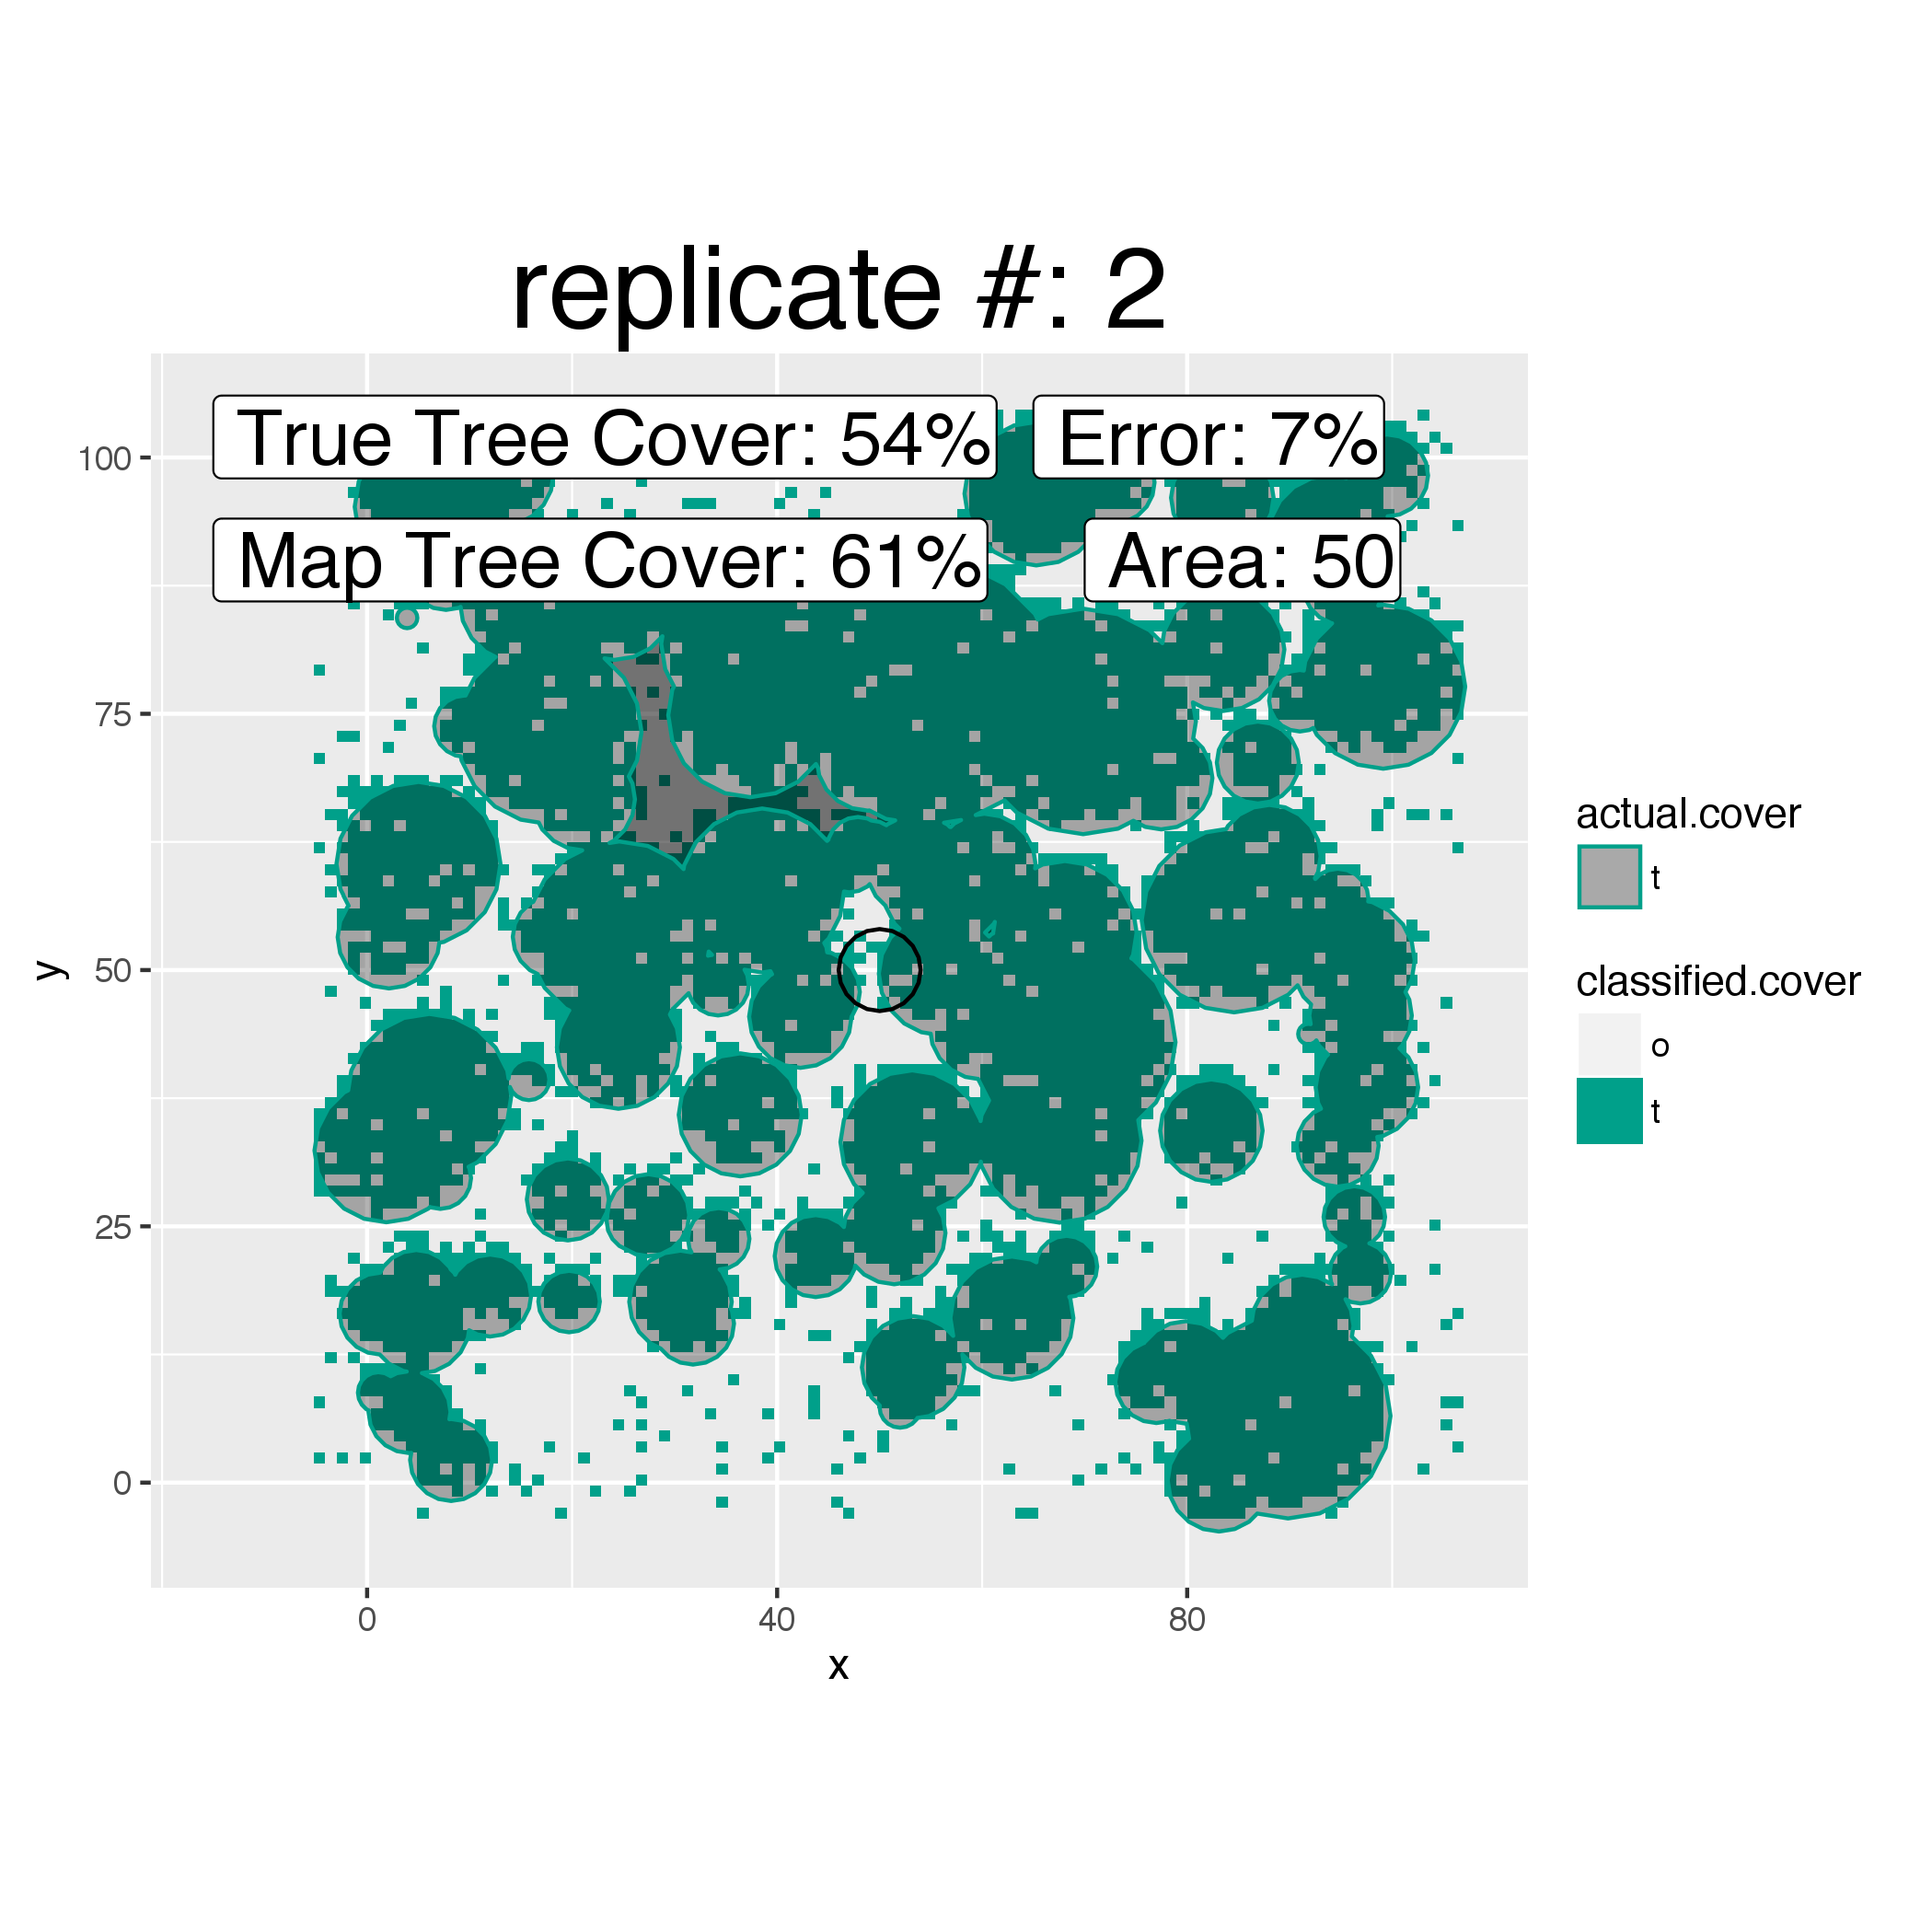 replicate #: 2
True Tree Cover: 54%
Error: 7%
Map Tree Cover: 61%
Area: 50
100
75
50
25
0
y
0
40
80
x
actual.cover
t
classified.cover
o
t